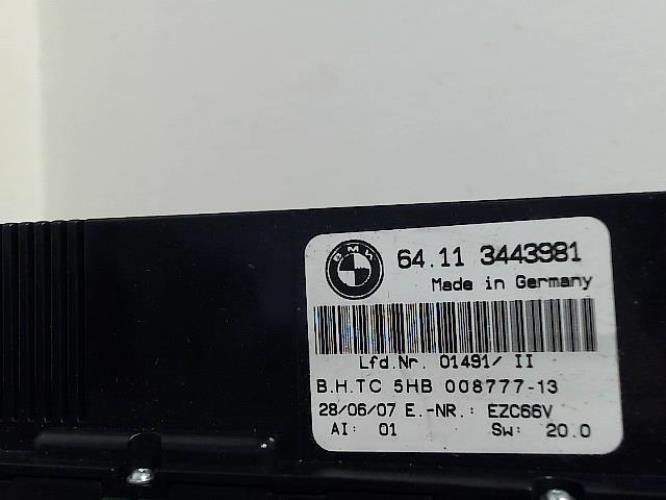 BMW
64.11 3443981
Made in Germany
Lfd.Nr. 01491/ II
B.H.TC 5HB 008777-13
28/06/07 E.-NR.: EZC66V
AI: 01 Sw: 20.0